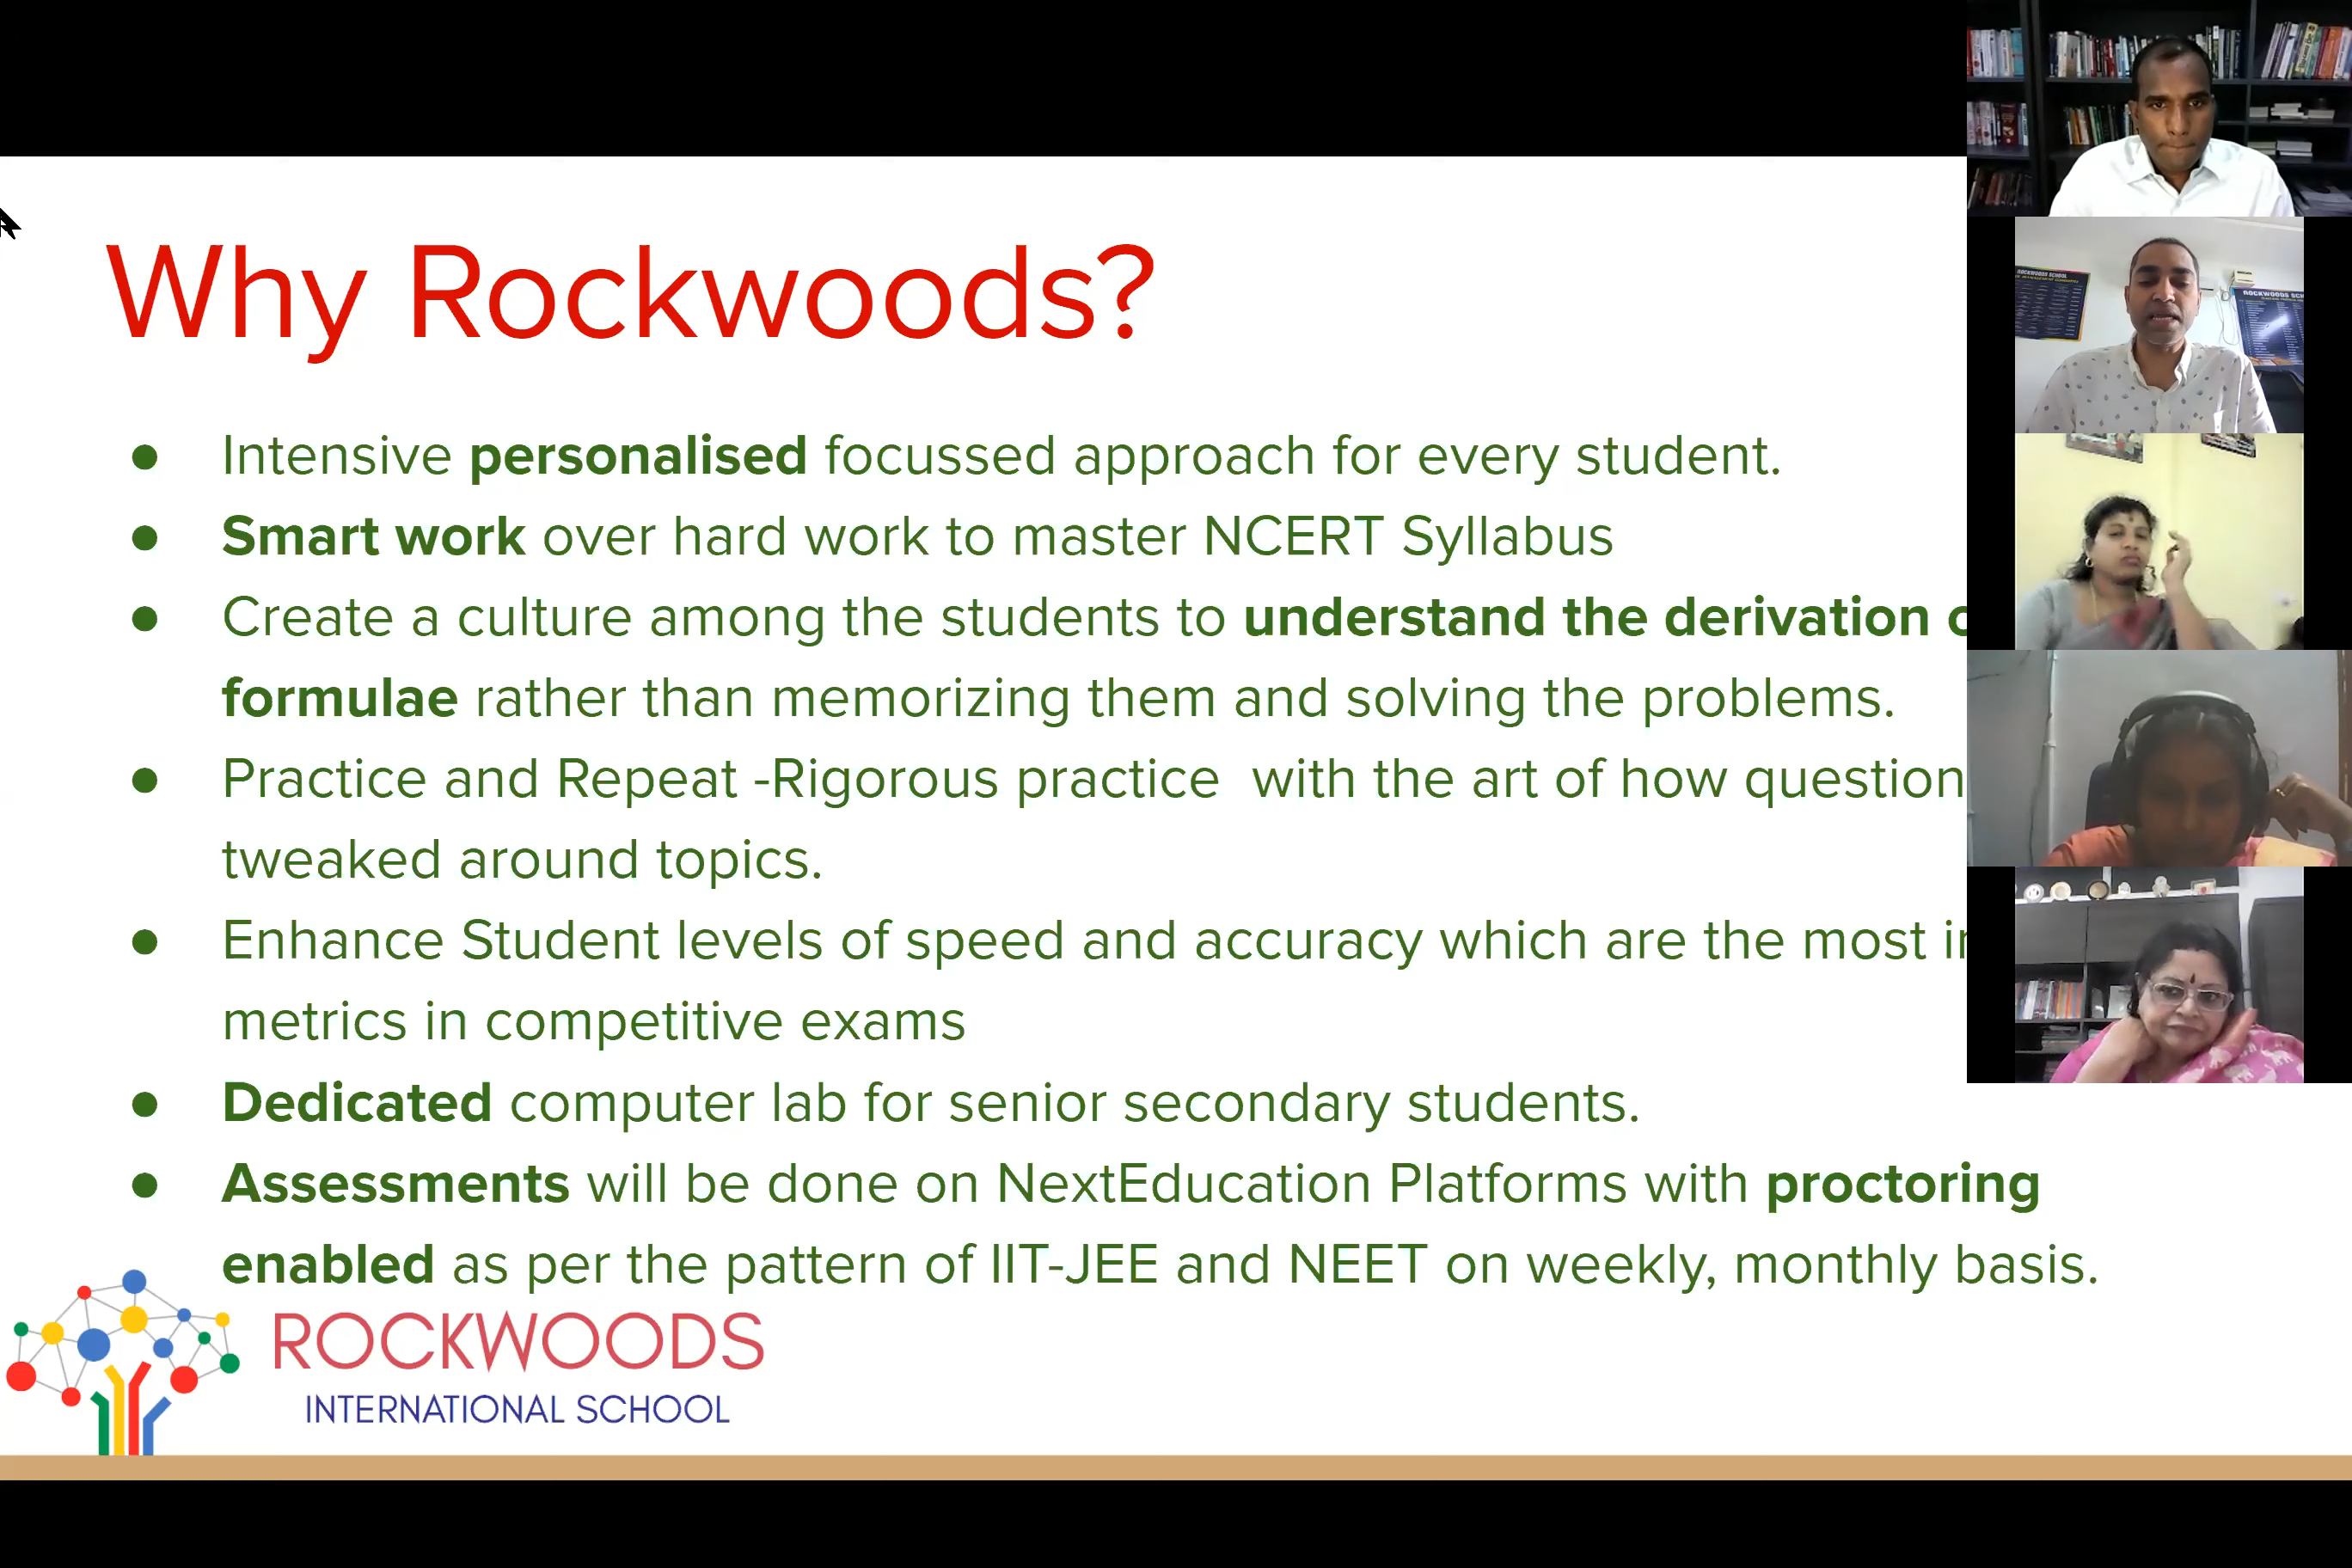 Why Rockwoods?
● Intensive personalised focussed approach for every student.
● Smart work over hard work to master NCERT Syllabus
● Create a culture among the students to understand the derivation
formulae rather than memorizing them and solving the problems.
● Practice and Repeat -Rigorous practice with the art of how question
tweaked around topics.
● Enhance Student levels of speed and accuracy which are the most
metrics in competitive exams
● Dedicated computer lab for senior secondary students.
● Assessments will be done on NextEducation Platforms with proctoring
enabled as per the pattern of IIT-JEE and NEET on weekly, monthly basis.
ROCKWOODS
INTERNATIONAL SCHOOL
ROCKWOODS SCHOOL
ROCKWOODS SCH